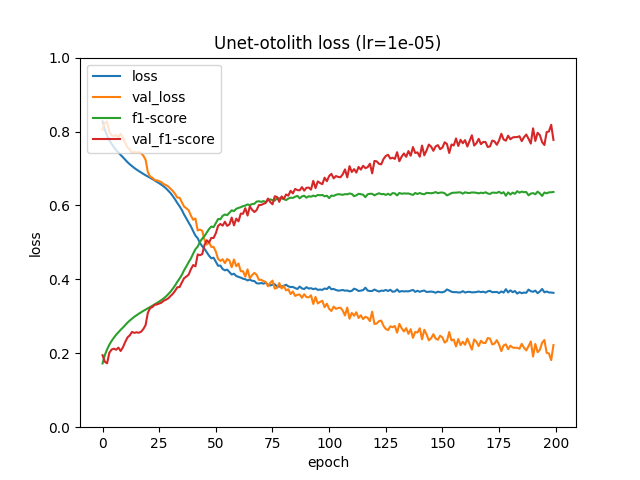 Unet-otolith loss (lr=1e-05)
1.0
0.8
0.6
0.4
0.2
0.0
loss
loss
val_loss
f1-score
val_f1-score
0 25 50 75 100 125 150 175 200
epoch